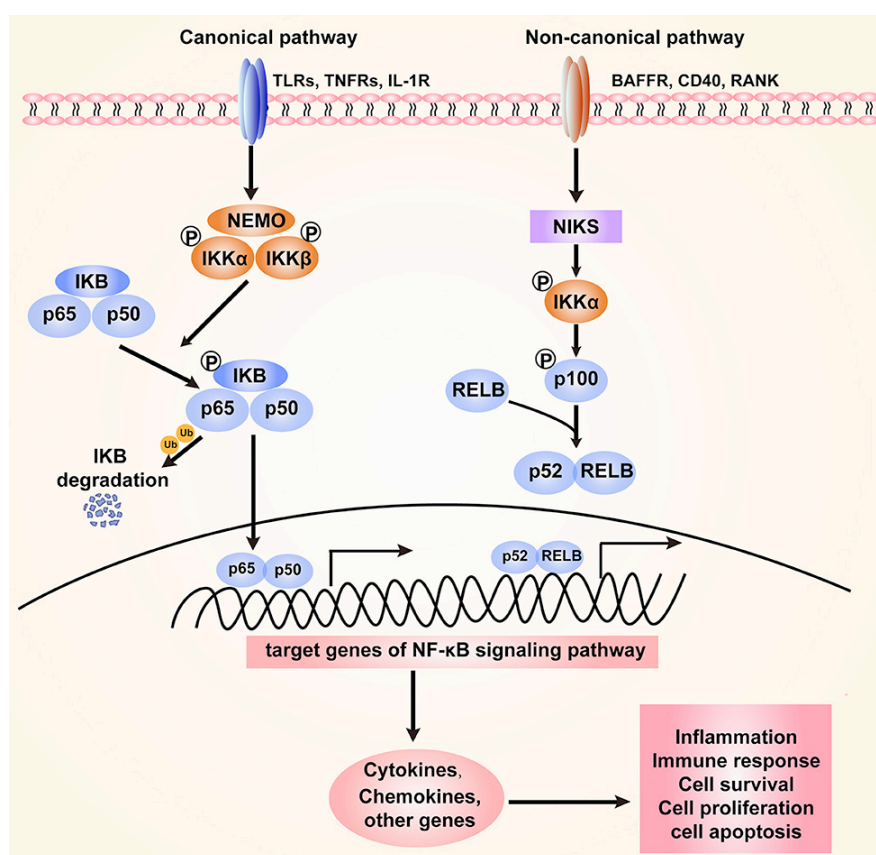 Canonical pathway
Non-canonical pathway
TLRs, TNFRs, IL-1R
BAFFR, CD40, RANK
NEMO
P
P
IKKα
IKKβ
NIKS
IKB
p65
p50
P
IKKα
P
IKB
p65
p50
P
p100
RELB
Ub
Ub
IKB
degradation
p52
RELB
p65
p50
p52
RELB
target genes of NF-κB signaling pathway
Cytokines,
Chemokines,
other genes
Inflammation
Immune response
Cell survival
Cell proliferation
cell apoptosis